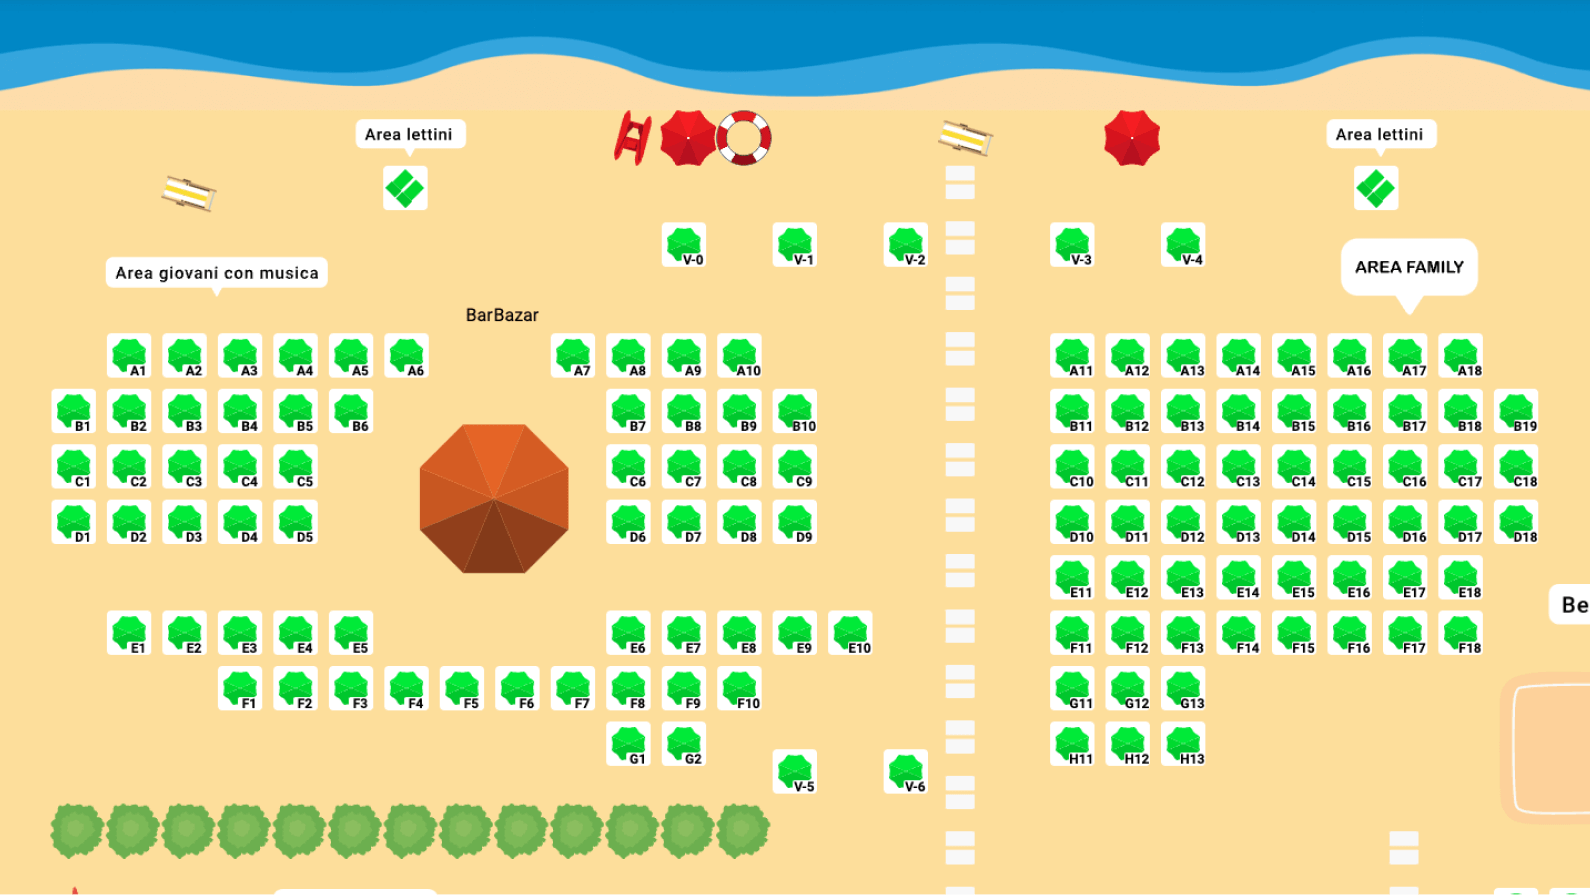 Area lettini
Area lettini
V-0 V-1 V-2 V-3 V-4
Area giovani con musica
AREA FAMILY
BarBazar
A1 A2 A3 A4 A5 A6 A7 A8 A9 A10 A11 A12 A13 A14 A15 A16 A17 A18
B1 B2 B3 B4 B5 B6 B7 B8 B9 B10 B11 B12 B13 B14 B15 B16 B17 B18 B19
C1 C2 C3 C4 C5 C6 C7 C8 C9 C10 C11 C12 C13 C14 C15 C16 C17 C18
D1 D2 D3 D4 D5 D6 D7 D8 D9 D10 D11 D12 D13 D14 D15 D16 D17 D18
E11 E12 E13 E14 E15 E16 E17 E18
Be
E1 E2 E3 E4 E5 E6 E7 E8 E9 E10 F11 F12 F13 F14 F15 F16 F17 F18
F1 F2 F3 F4 F5 F6 F7 F8 F9 F10 G11 G12 G13
G1 G2 H11 H12 H13
V-5 V-6